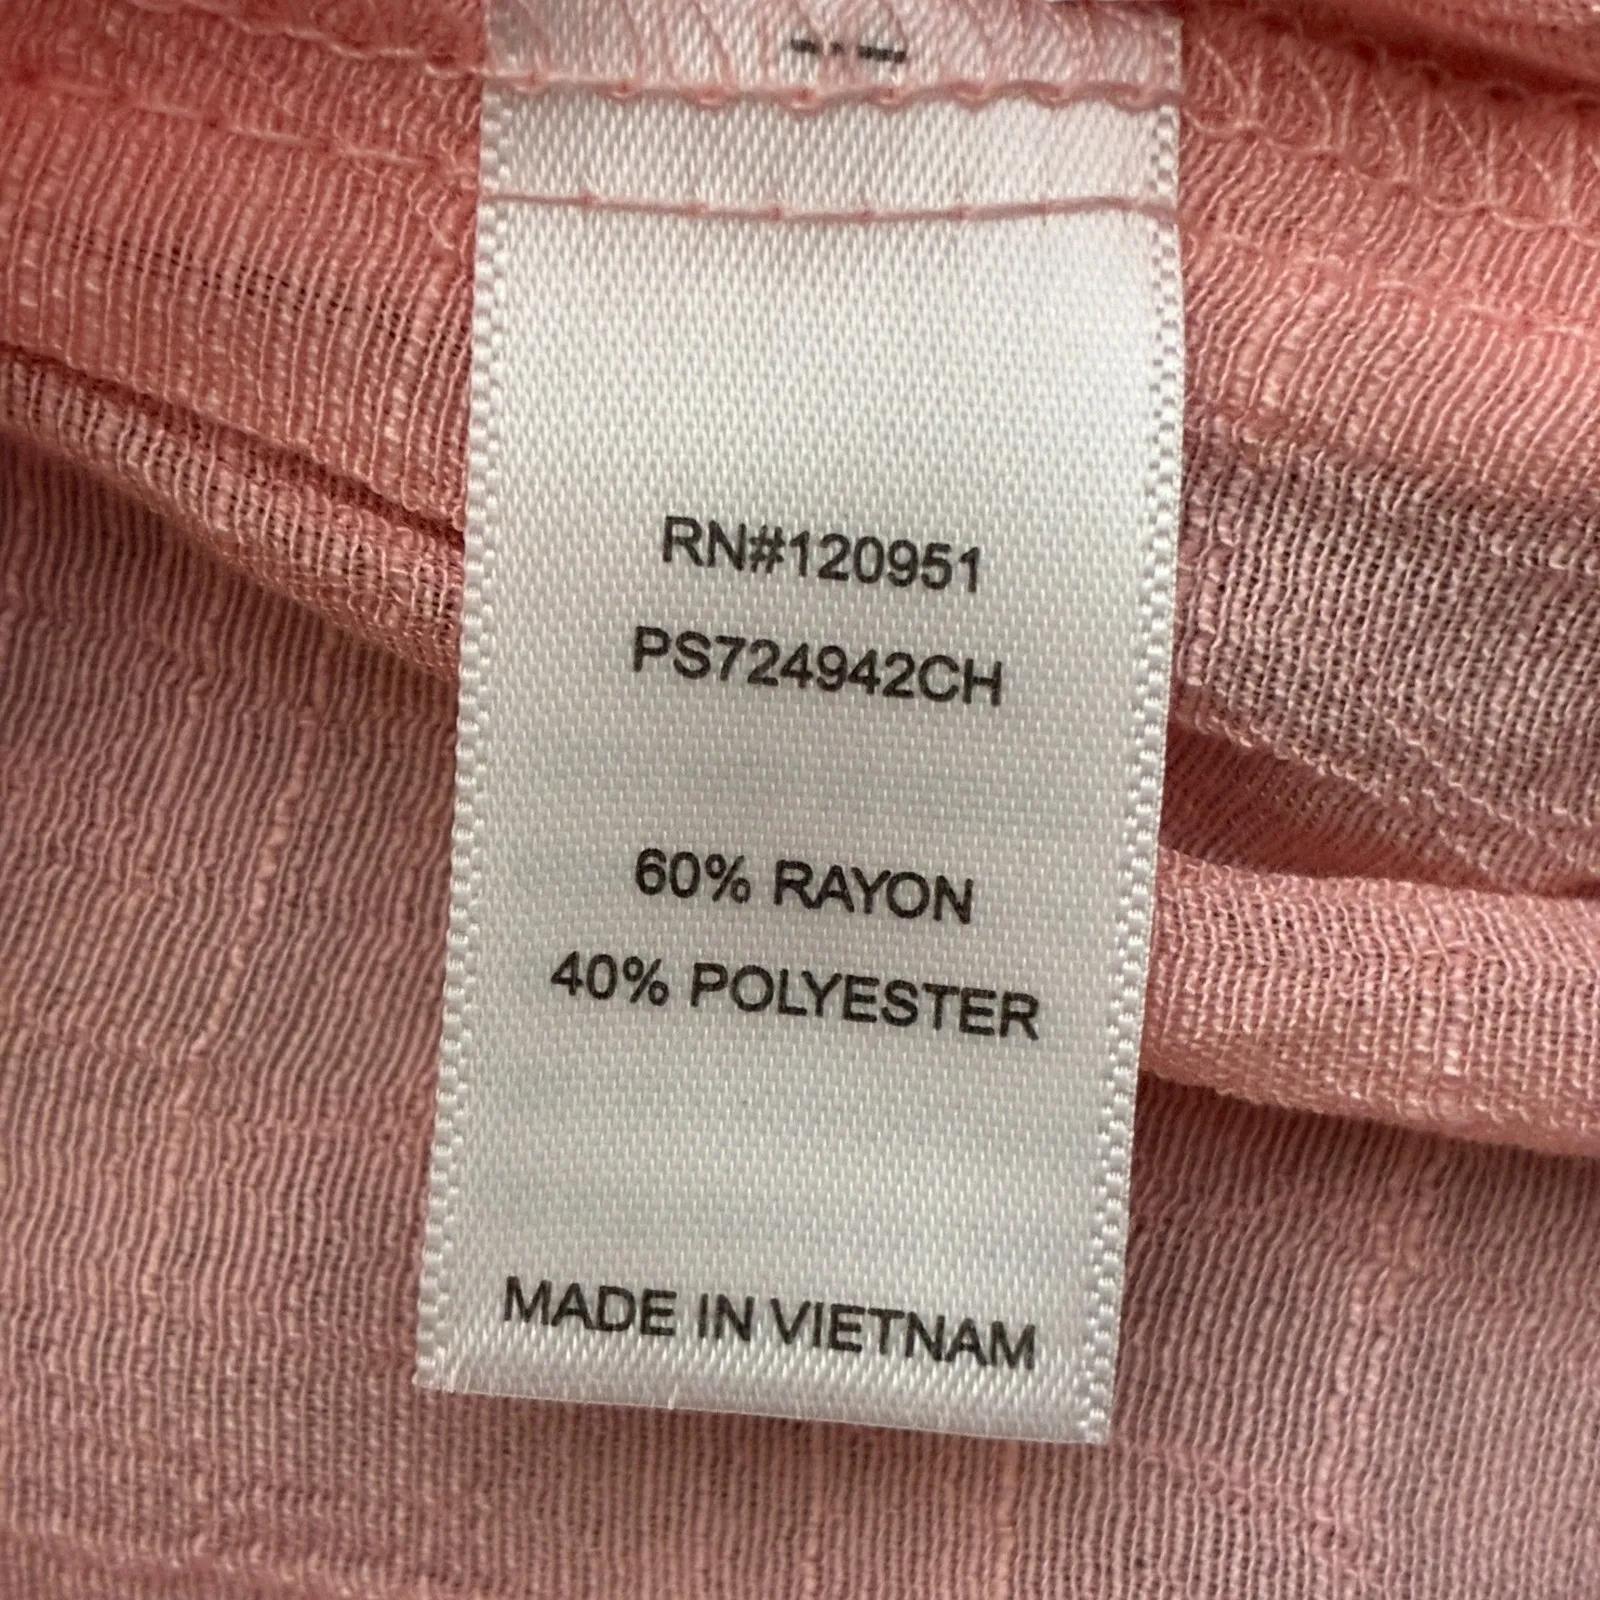 RN#120951
PS724942CH
60% RAYON
40% POLYESTER
MADE IN VIETNAM